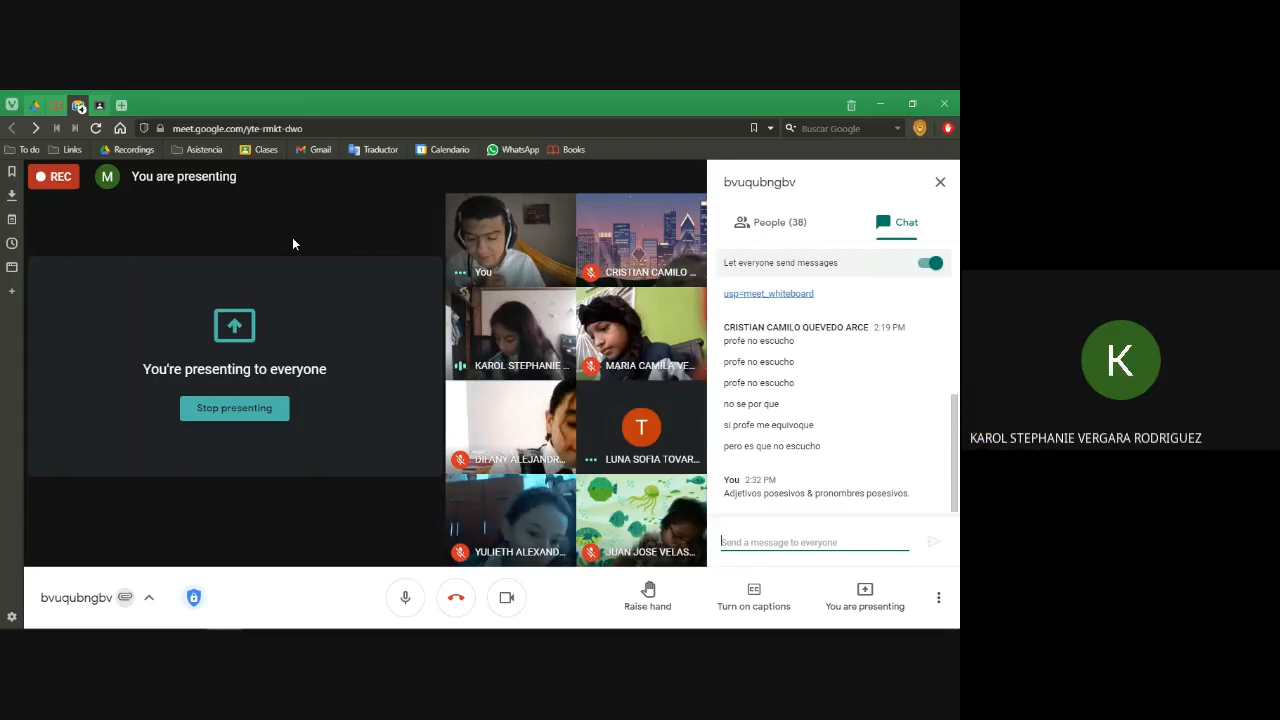 meet.google.com/yte-rmkt-dwo
Buscar Google
To do
Links
Recordings
Asistencia
Clases
Gmail
Traductor
Calendario
WhatsApp
Books
REC
M
You are presenting
You're presenting to everyone
Stop presenting
You
CRISTIAN CAMILO ...
KAROL STEPHANIE ...
MARIA CAMILA VE...
DIFANY ALEJANDR...
T
LUNA SOFIA TOVAR...
YULIETH ALEXAND...
JUAN JOSE VELAS...
bvuqubngbv
People (38)
Chat
Let everyone send messages
usp=meet_whiteboard
CRISTIAN CAMILO QUEVEDO ARCE 2:19 PM
profe no escucho
profe no escucho
profe no escucho
no se por que
si profe me equivoque
pero es que no escucho
You 2:32 PM
Adjetivos posesivos & pronombres posesivos.
Send a message to everyone
bvuqubngbv
Raise hand
Turn on captions
You are presenting
K
KAROL STEPHANIE VERGARA RODRIGUEZ